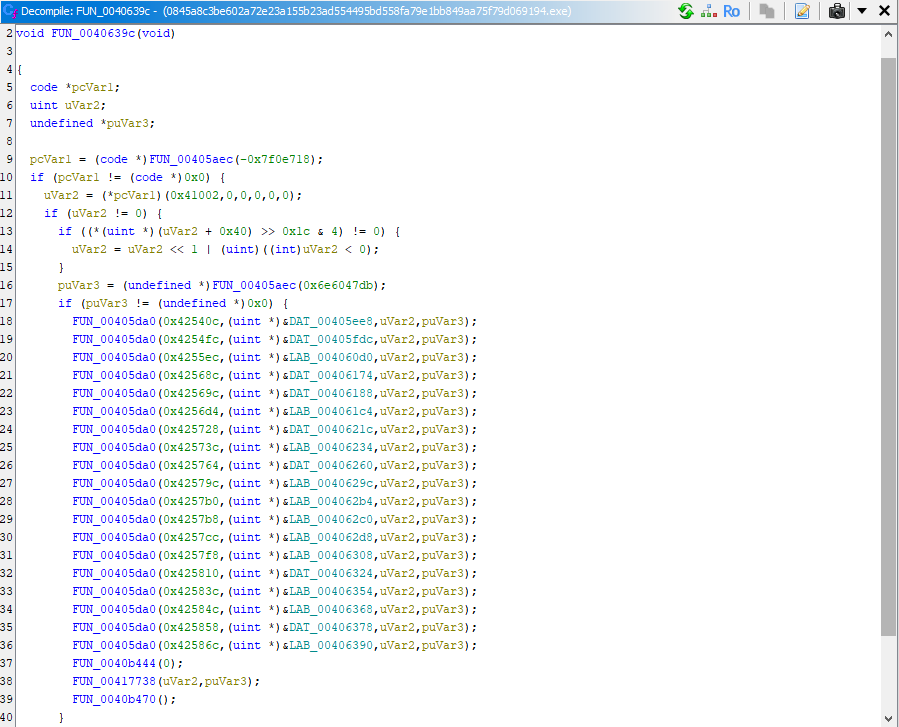 Decompile: FUN_0040639c - (0845a8c3be602a72e23a155b23ad554495bd558fa79e1bb849aa75f79d069194.exe)
Ro
2 void FUN_0040639c(void)
3
4 {
5 code *pcVar1;
6 uint uVar2;
7 undefined *puVar3;
8
9 pcVar1 = (code *)FUN_00405aec(-0x7f0e718);
10 if (pcVar1 != (code *)0x0) {
11 uVar2 = (*pcVar1)(0x41002,0,0,0,0,0);
12 if (uVar2 != 0) {
13 if ((*(uint *)(uVar2 + 0x40) >> 0x1c & 4) != 0) {
14 uVar2 = uVar2 << 1 | (uint)((int)uVar2 < 0);
15 }
16 puVar3 = (undefined *)FUN_00405aec(0x6e6047db);
17 if (puVar3 != (undefined *)0x0) {
18 FUN_00405da0(0x42540c,(uint *)&DAT_00405ee8,uVar2,puVar3);
19 FUN_00405da0(0x4254fc,(uint *)&DAT_00405fdc,uVar2,puVar3);
20 FUN_00405da0(0x4255ec,(uint *)&LAB_004060d0,uVar2,puVar3);
21 FUN_00405da0(0x42568c,(uint *)&DAT_00406174,uVar2,puVar3);
22 FUN_00405da0(0x42569c,(uint *)&DAT_00406188,uVar2,puVar3);
23 FUN_00405da0(0x4256d4,(uint *)&LAB_004061c4,uVar2,puVar3);
24 FUN_00405da0(0x425728,(uint *)&DAT_0040621c,uVar2,puVar3);
25 FUN_00405da0(0x42573c,(uint *)&LAB_00406234,uVar2,puVar3);
26 FUN_00405da0(0x425764,(uint *)&DAT_00406260,uVar2,puVar3);
27 FUN_00405da0(0x42579c,(uint *)&LAB_0040629c,uVar2,puVar3);
28 FUN_00405da0(0x4257b0,(uint *)&LAB_004062b4,uVar2,puVar3);
29 FUN_00405da0(0x4257b8,(uint *)&LAB_004062c0,uVar2,puVar3);
30 FUN_00405da0(0x4257cc,(uint *)&LAB_004062d8,uVar2,puVar3);
31 FUN_00405da0(0x4257f8,(uint *)&LAB_00406308,uVar2,puVar3);
32 FUN_00405da0(0x425810,(uint *)&DAT_00406324,uVar2,puVar3);
33 FUN_00405da0(0x42583c,(uint *)&LAB_00406354,uVar2,puVar3);
34 FUN_00405da0(0x42584c,(uint *)&LAB_00406368,uVar2,puVar3);
35 FUN_00405da0(0x425858,(uint *)&DAT_00406378,uVar2,puVar3);
36 FUN_00405da0(0x42586c,(uint *)&LAB_00406390,uVar2,puVar3);
37 FUN_0040b444(0);
38 FUN_00417738(uVar2,puVar3);
39 FUN_0040b470();
40 }